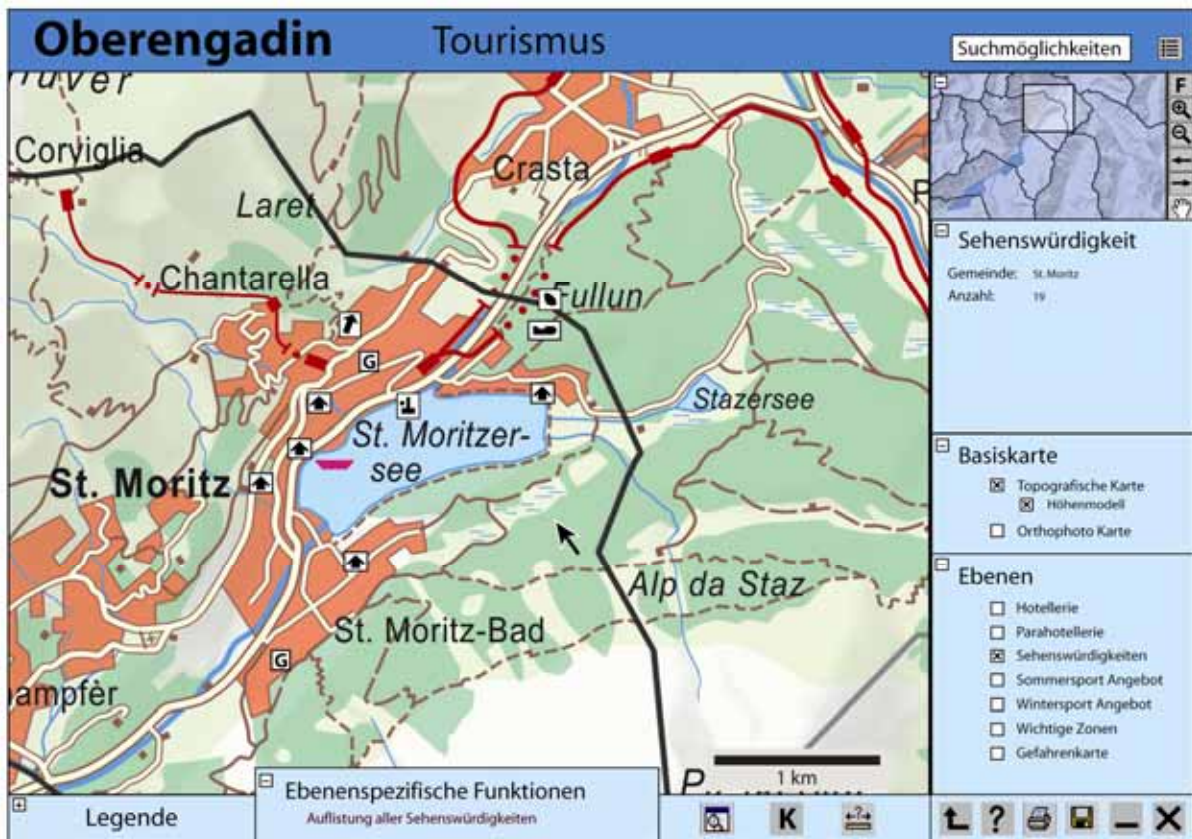 Oberengadin Tourismus
Suchmöglichkeiten
F
Corviglia
Crasta
Laret
Chantarella
Fullun
G
Stazersee
St. Moritzer-
see
St. Moritz
Alp da Staz
St. Moritz-Bad
G
1 km
Sehenswürdigkeit
Gemeinde: St. Moritz
Anzahl: 19
Basiskarte
Topografische Karte
Höhenmodell
Orthophoto Karte
Ebenen
Hotellerie
Parahotellerie
Sehenswürdigkeiten
Sommersport Angebot
Wintersport Angebot
Wichtige Zonen
Gefahrenkarte
Legende
Ebenenspezifische Funktionen
Auflistung aller Sehenswürdigkeiten
K
?